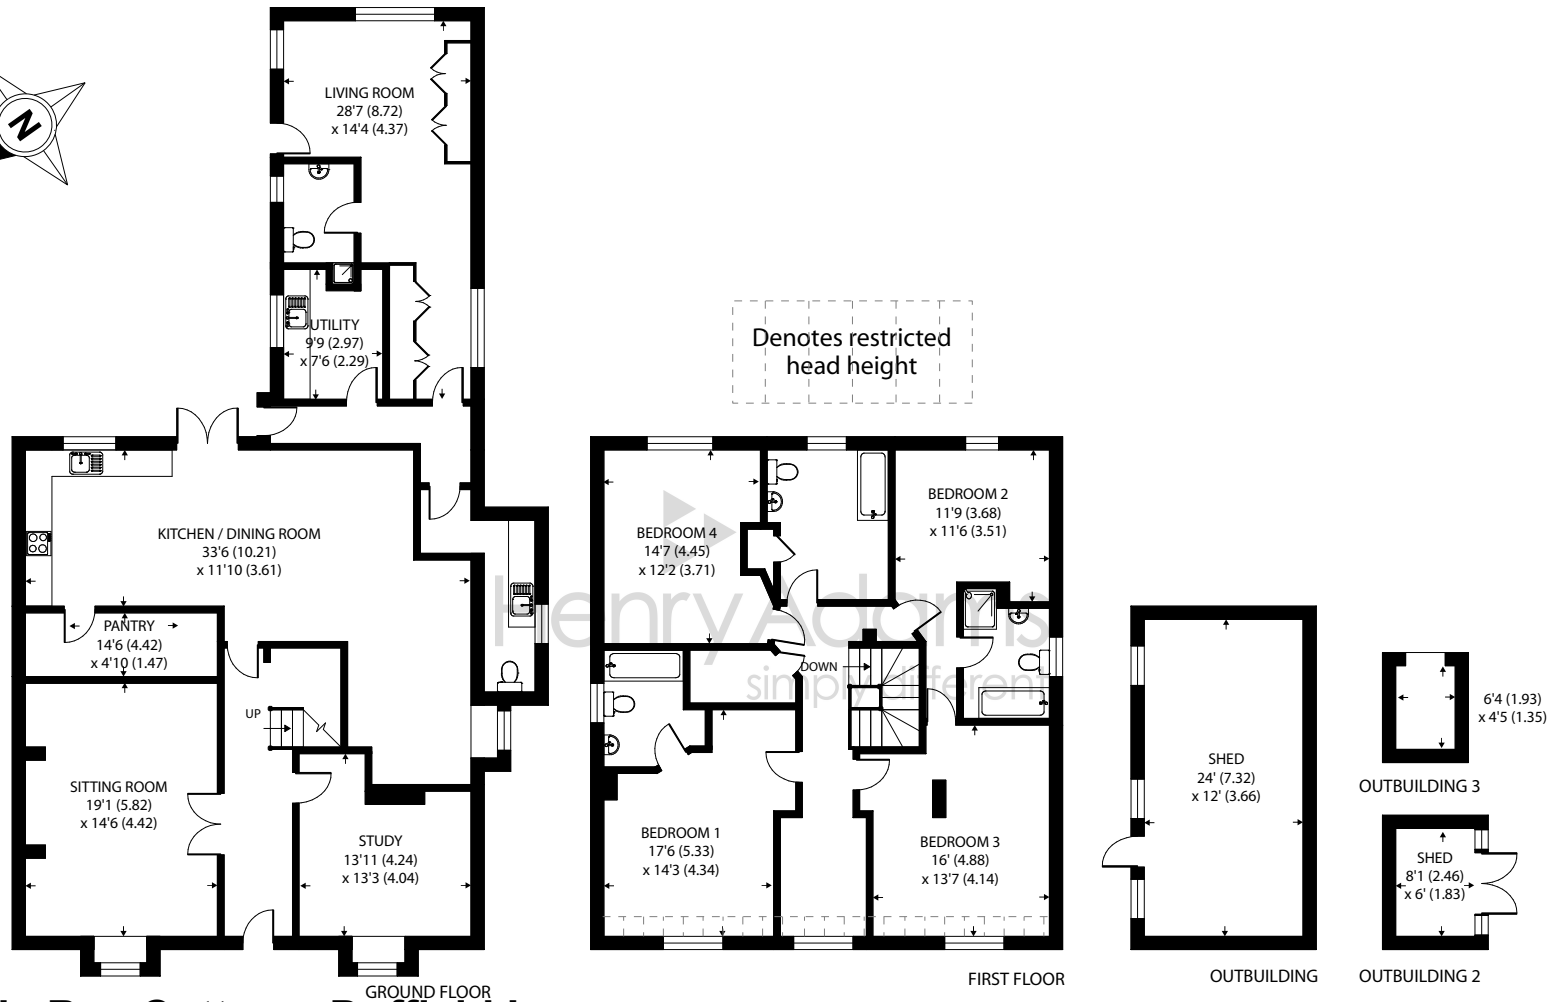 N
LIVING ROOM
28'7 (8.72)
x 14'4 (4.37)
UTILITY
9'9 (2.97)
x 7'6 (2.29)
KITCHEN / DINING ROOM
33'6 (10.21)
x 11'10 (3.61)
PANTRY
14'6 (4.42)
x 4'10 (1.47)
UP
SITTING ROOM
19'1 (5.82)
x 14'6 (4.42)
STUDY
13'11 (4.24)
x 13'3 (4.04)
GROUND FLOOR
Denotes restricted
head height
BEDROOM 4
14'7 (4.45)
x 12'2 (3.71)
BEDROOM 2
11'9 (3.68)
x 11'6 (3.51)
Henry Adams
simply different
DOWN
BEDROOM 1
17'6 (5.33)
x 14'3 (4.34)
BEDROOM 3
16' (4.88)
x 13'7 (4.14)
FIRST FLOOR
SHED
24' (7.32)
x 12' (3.66)
OUTBUILDING
6'4 (1.93)
x 4'5 (1.35)
OUTBUILDING 3
SHED
8'1 (2.46)
x 6' (1.83)
OUTBUILDING 2